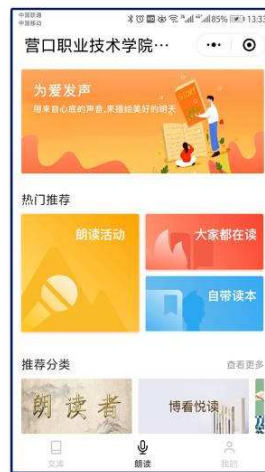 中国联通
中国移动
85% 13:33
营口职业技术学院…
为爱发声
用来自心底的声音,来描绘美好的明天
START
热门推荐
朗读活动
大家都在读
自带读本
推荐分类
查看更多
朗读者
博看悦读
文库
朗读
我的